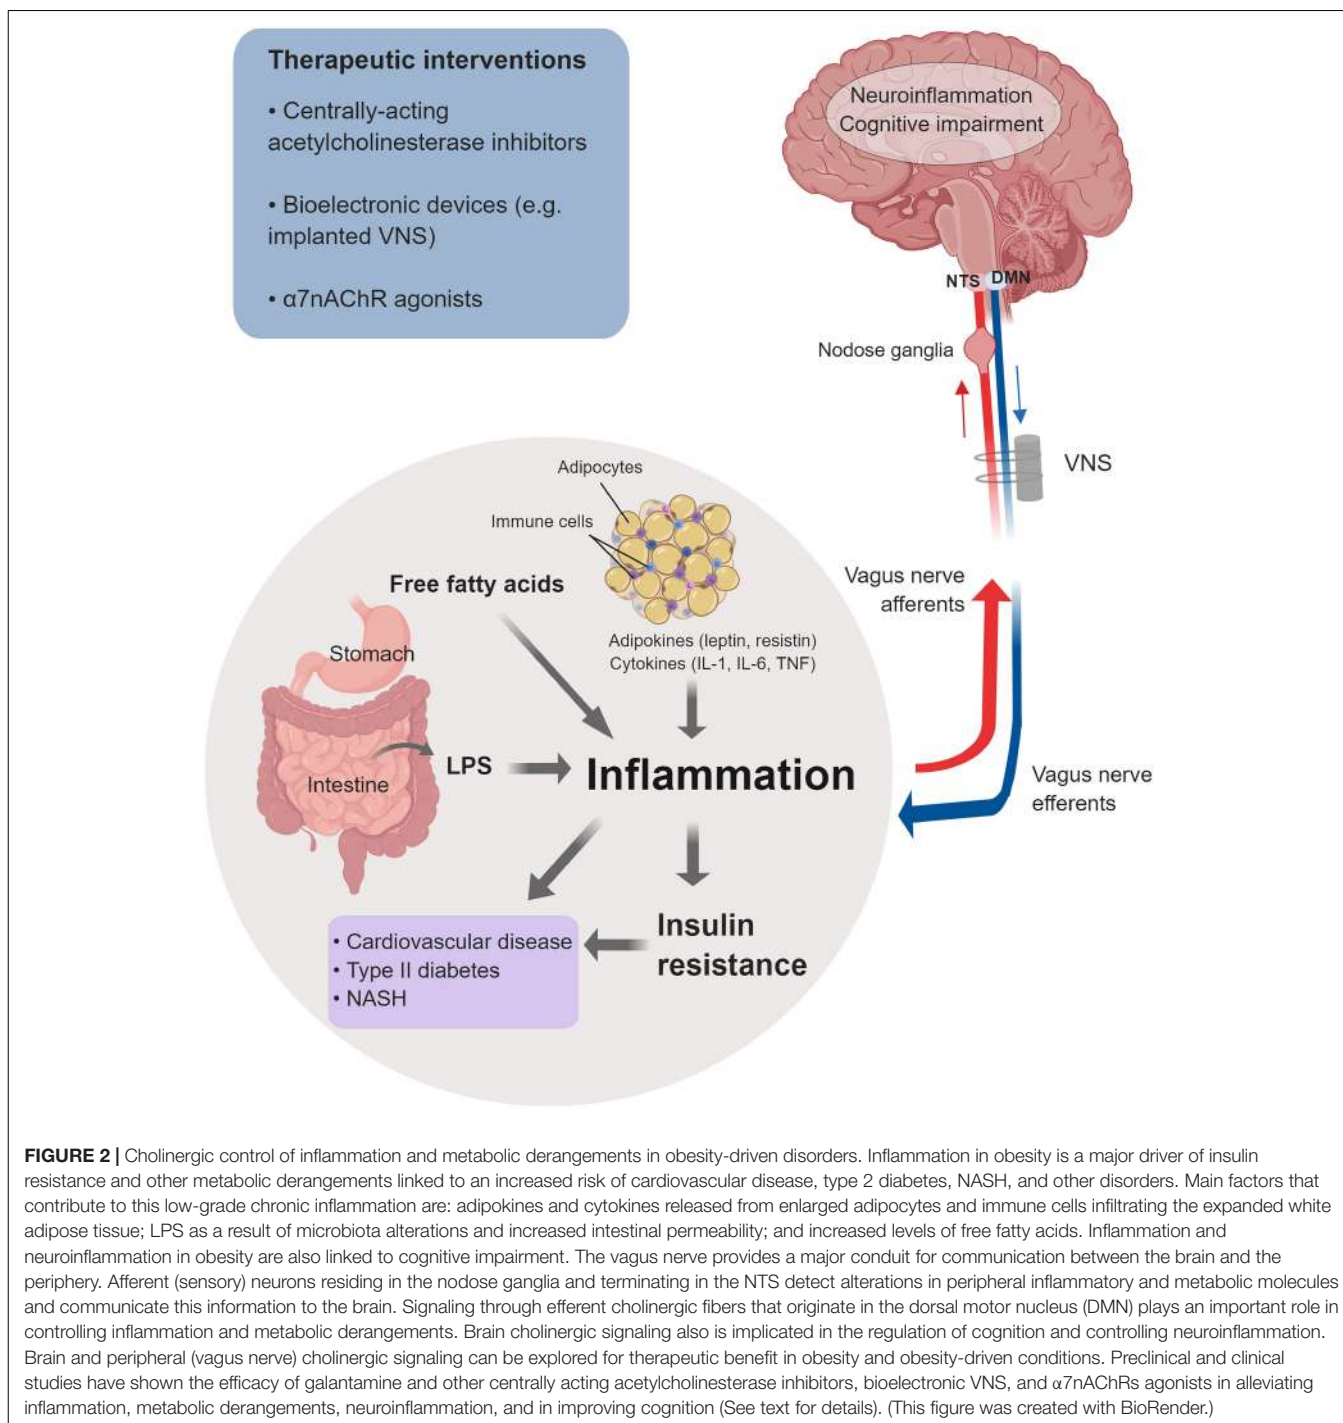 Therapeutic interventions
• Centrally-acting
acetylcholinesterase inhibitors
• Bioelectronic devices (e.g.
implanted VNS)
• α7nAChR agonists
Neuroinflammation
Cognitive impairment
NTS DMN
Nodose ganglia
VNS
Adipocytes
Immune cells
Free fatty acids
Vagus nerve
afferents
Adipokines (leptin, resistin)
Cytokines (IL-1, IL-6, TNF)
Stomach
LPS
Inflammation
Intestine
Vagus nerve
efferents
Insulin
resistance
• Cardiovascular disease
• Type II diabetes
• NASH
FIGURE 2 | Cholinergic control of inflammation and metabolic derangements in obesity-driven disorders. Inflammation in obesity is a major driver of insulin
resistance and other metabolic derangements linked to an increased risk of cardiovascular disease, type 2 diabetes, NASH, and other disorders. Main factors that
contribute to this low-grade chronic inflammation are: adipokines and cytokines released from enlarged adipocytes and immune cells infiltrating the expanded white
adipose tissue; LPS as a result of microbiota alterations and increased intestinal permeability; and increased levels of free fatty acids. Inflammation and
neuroinflammation in obesity are also linked to cognitive impairment. The vagus nerve provides a major conduit for communication between the brain and the
periphery. Afferent (sensory) neurons residing in the nodose ganglia and terminating in the NTS detect alterations in peripheral inflammatory and metabolic molecules
and communicate this information to the brain. Signaling through efferent cholinergic fibers that originate in the dorsal motor nucleus (DMN) plays an important role in
controlling inflammation and metabolic derangements. Brain cholinergic signaling also is implicated in the regulation of cognition and controlling neuroinflammation.
Brain and peripheral (vagus nerve) cholinergic signaling can be explored for therapeutic benefit in obesity and obesity-driven conditions. Preclinical and clinical
studies have shown the efficacy of galantamine and other centrally acting acetylcholinesterase inhibitors, bioelectronic VNS, and α7nAChRs agonists in alleviating
inflammation, metabolic derangements, neuroinflammation, and in improving cognition (See text for details). (This figure was created with BioRender.)